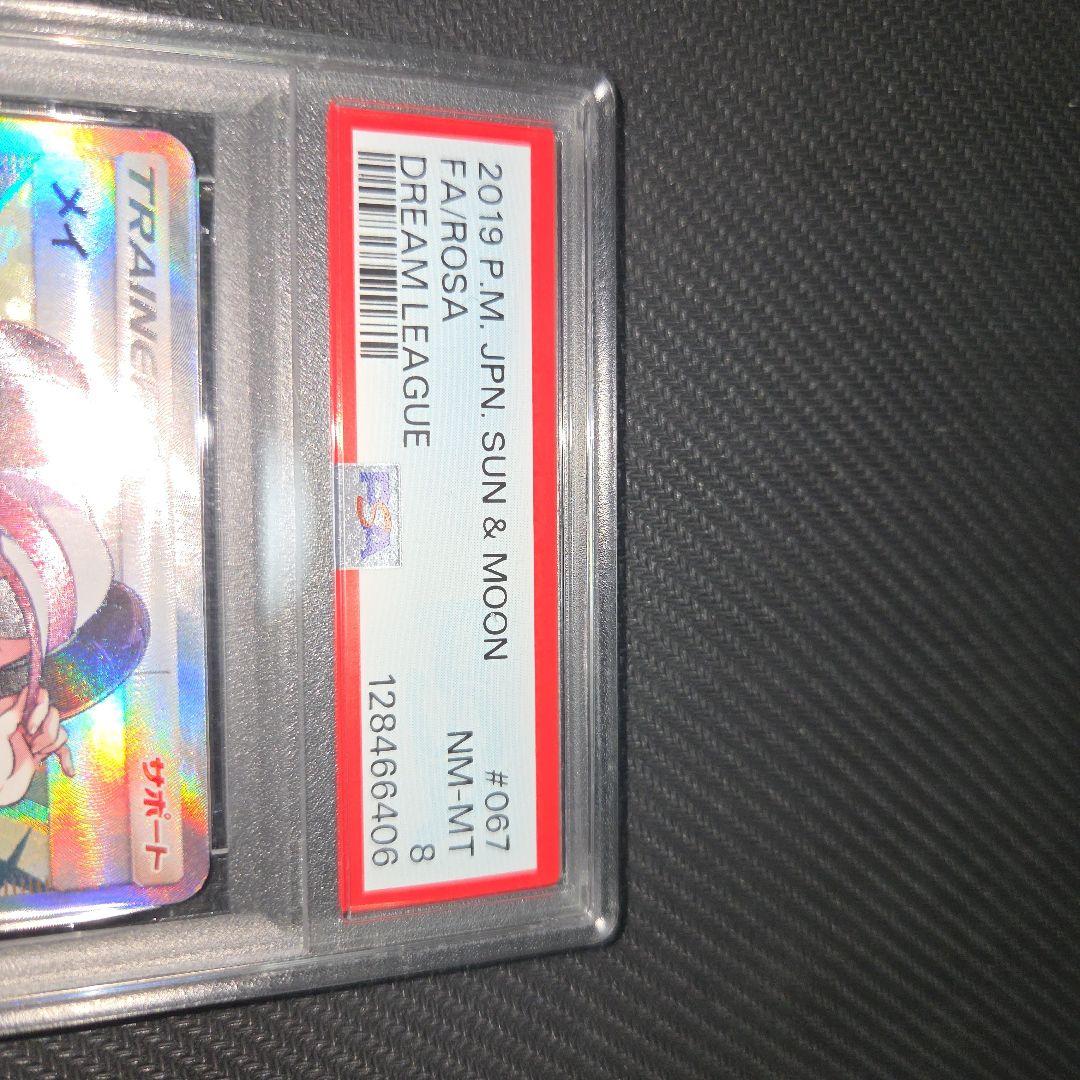 2019 P.M. JPN. SUN & MOON #067
FA/ROSA NM-MT
DREAM LEAGUE 8
PSA 128466406
TRAINER
サポート
メイ